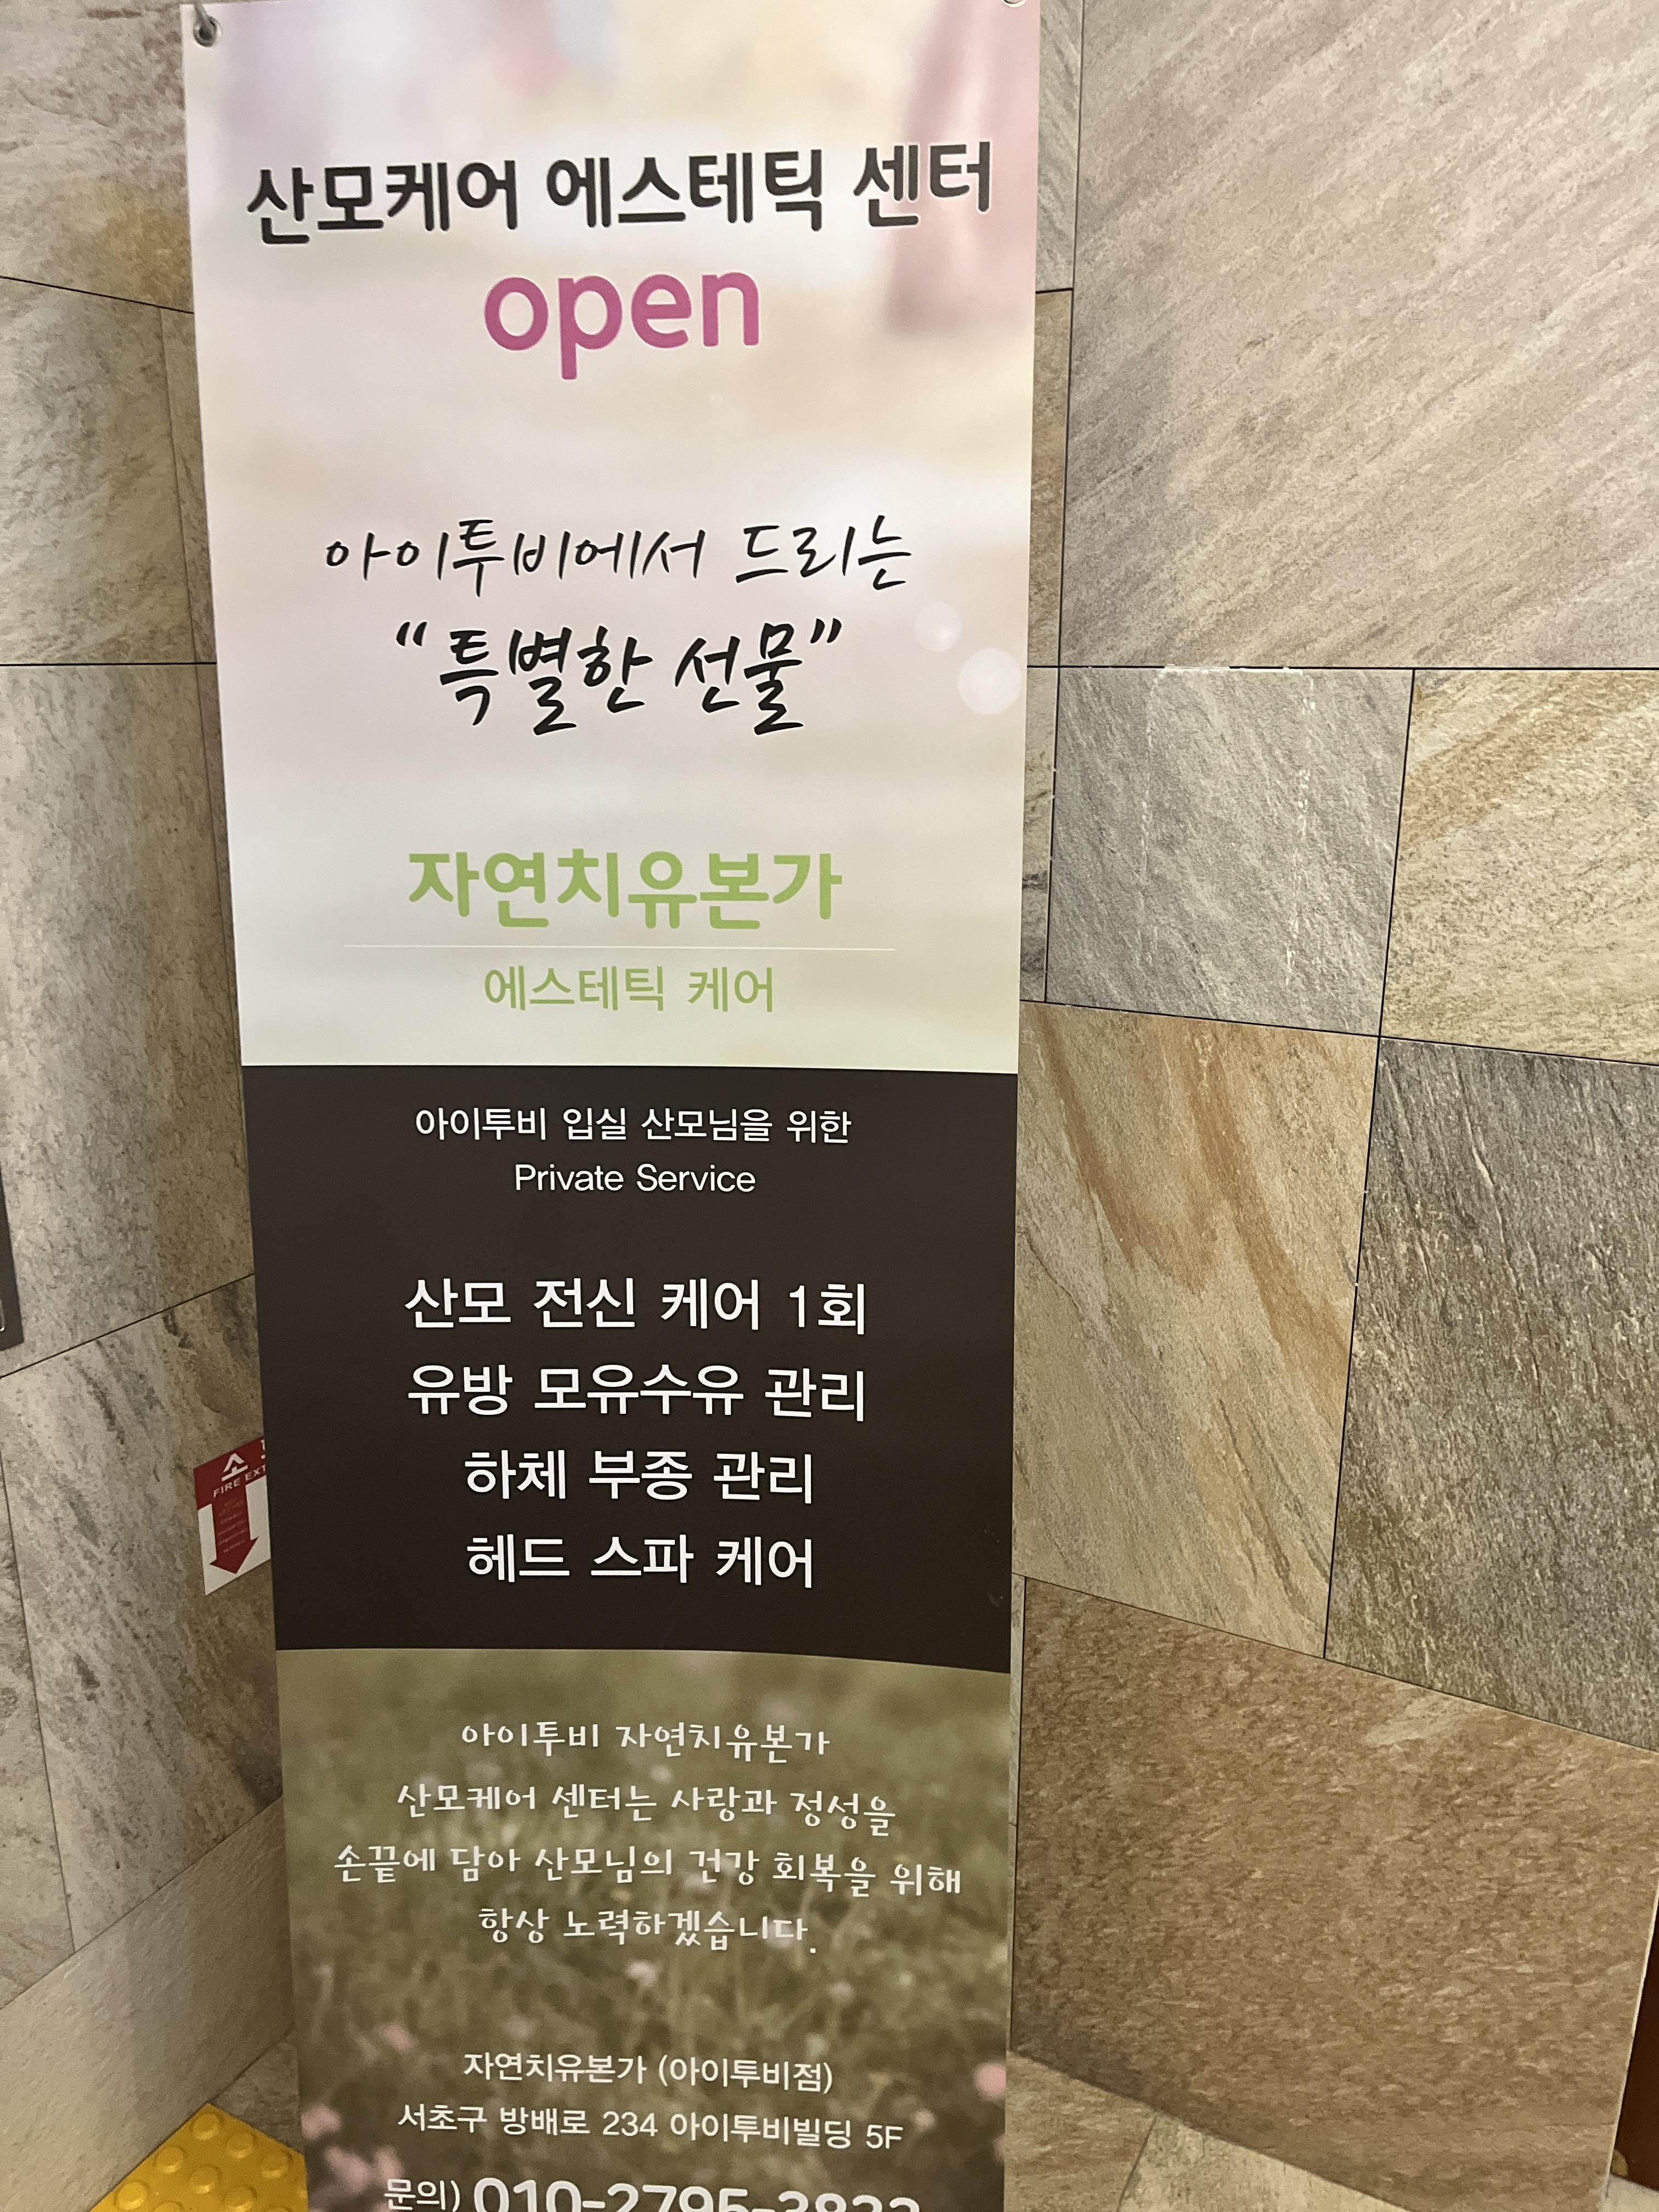 산모케어 에스테틱 센터
open
아이투비에서 드리는
“특별한 선물”
자연치유본가
에스테틱 케어
아이투비 입실 산모님을 위한
Private Service
산모 전신 케어 1회
유방 모유수유 관리
하체 부종 관리
헤드 스파 케어
소
FIRE EXT
아이투비 자연치유본가
산모케어 센터는 사랑과 정성을
손끝에 담아 산모님의 건강 회복을 위해
항상 노력하겠습니다.
자연치유본가 (아이투비점)
서초구 방배로 234 아이투비빌딩 5F
문의)